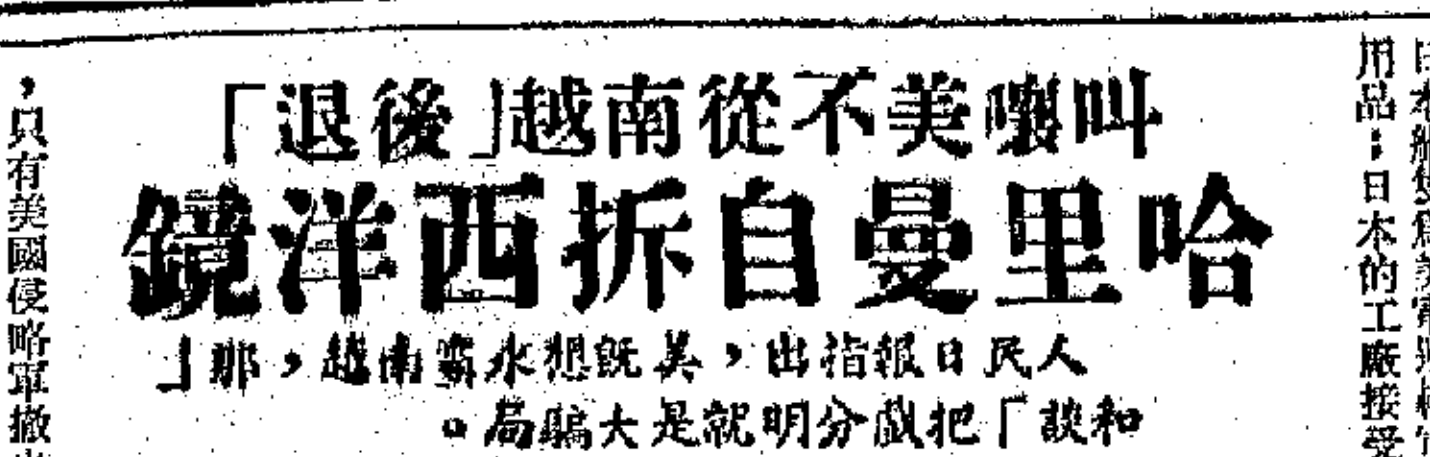 用品；日本的工廠接受
叫嚷美不從南越「後退」
哈里曼自拆西洋鏡
人民日報指出，美既想永霸南越，那「
和談」把戲分明就是大騙局。
，只有美國侵略軍撤